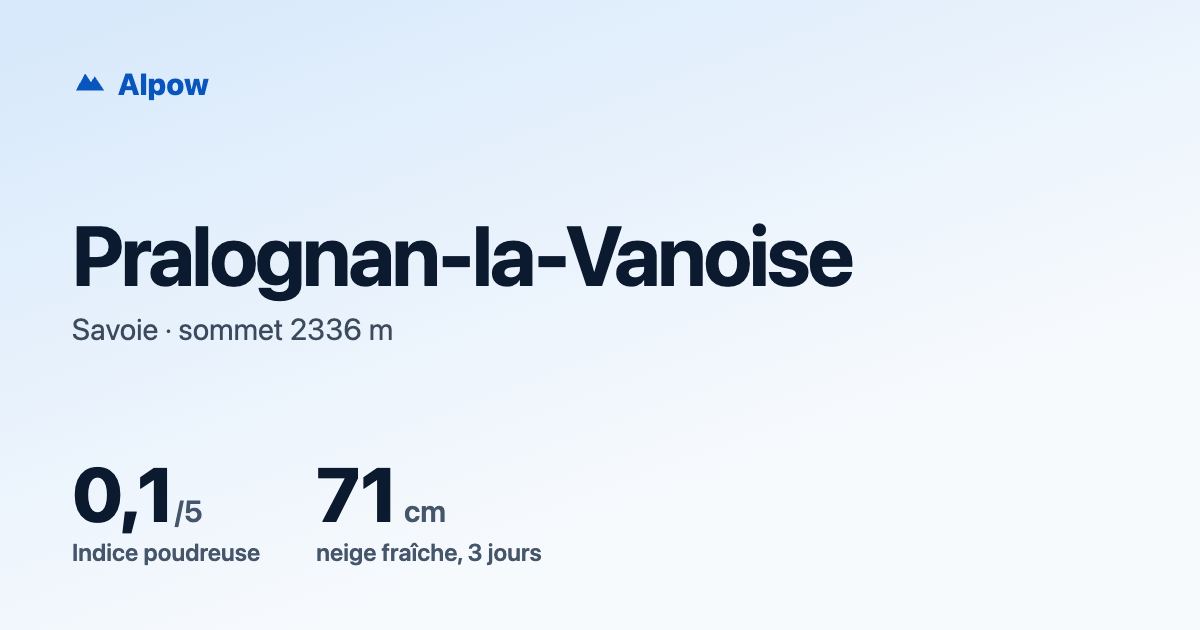 Alpow
Pralognan-la-Vanoise
Savoie · sommet 2336 m
0,1/5
Indice poudreuse
71 cm
neige fraîche, 3 jours